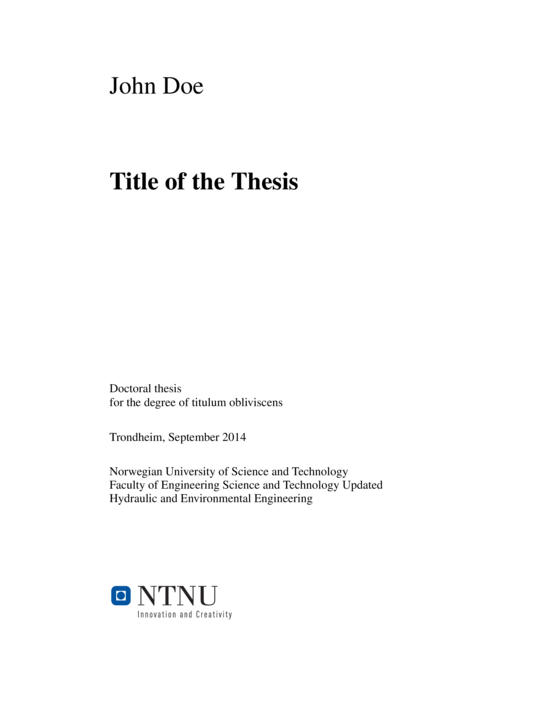 John Doe
Title of the Thesis
Doctoral thesis
for the degree of titulum obliviscens
Trondheim, September 2014
Norwegian University of Science and Technology
Faculty of Engineering Science and Technology Updated
Hydraulic and Environmental Engineering
NTNU
Innovation and Creativity